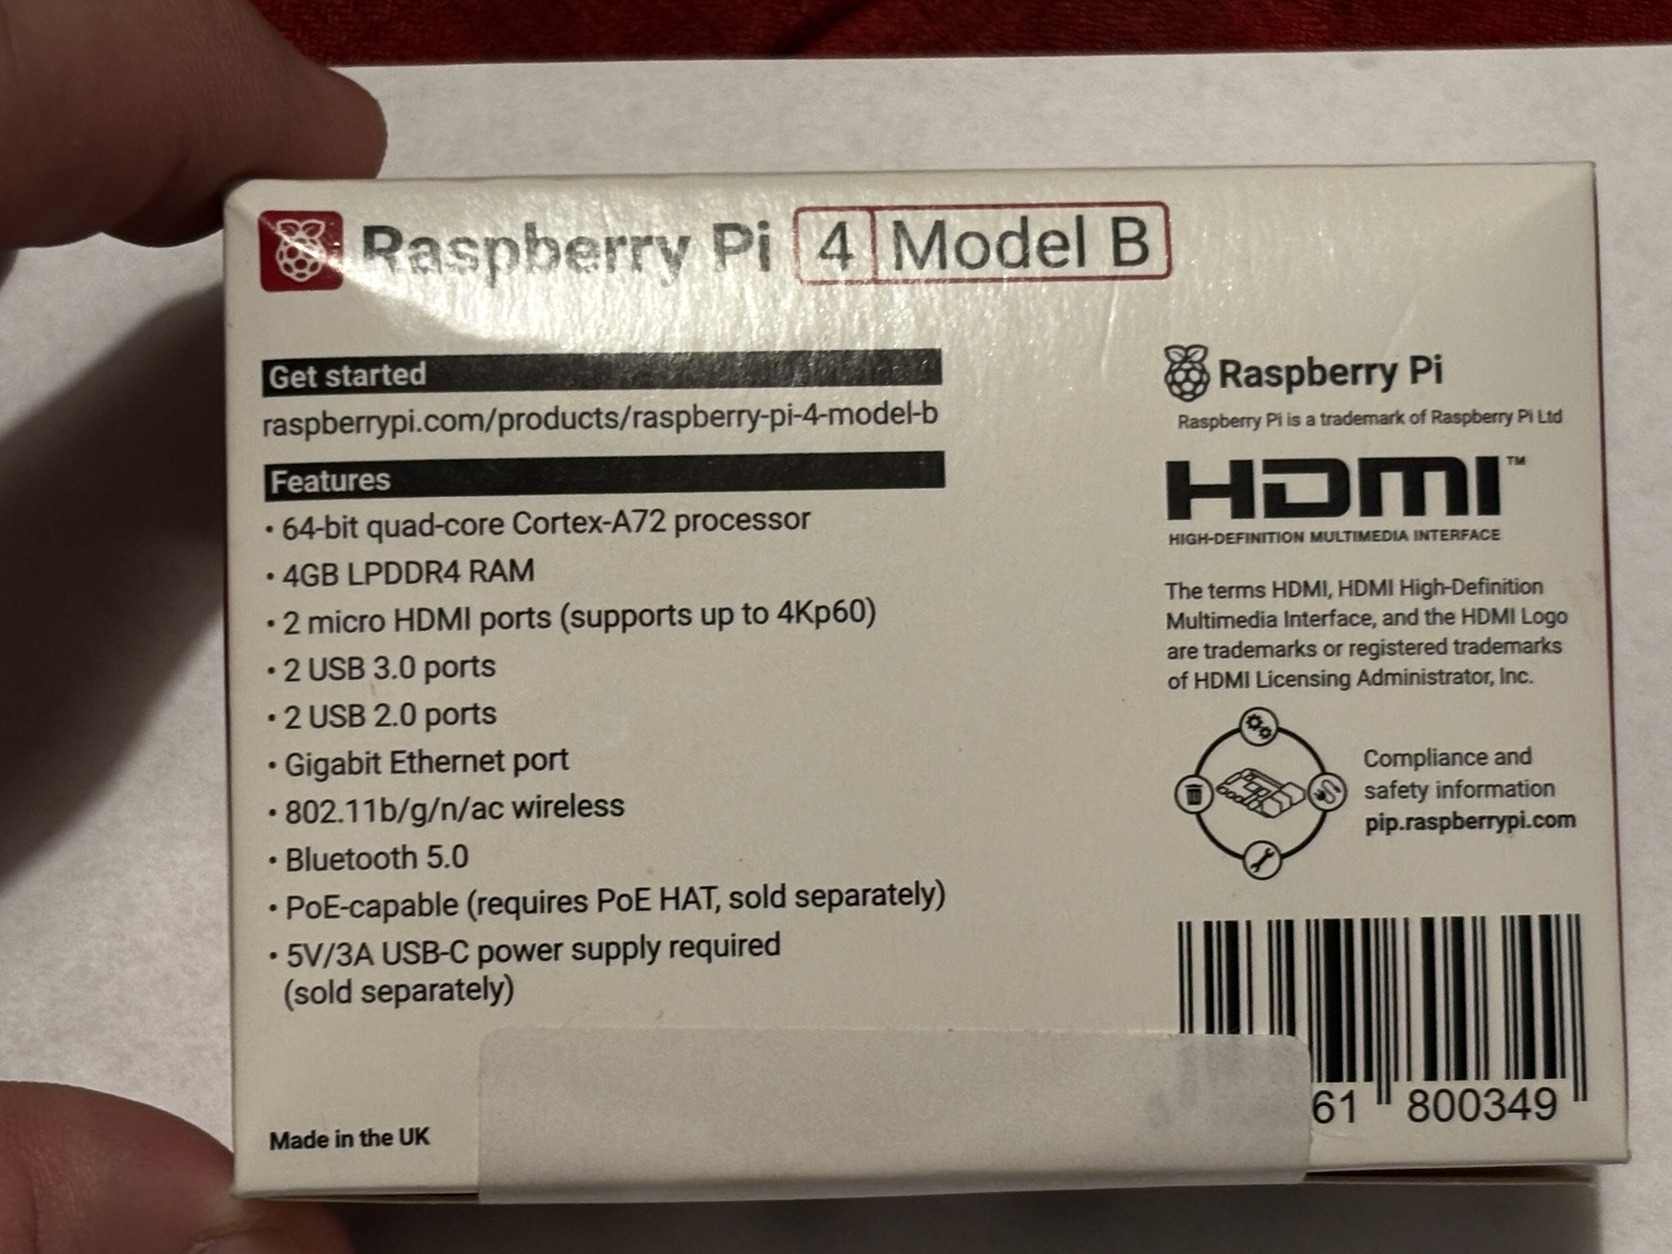 Raspberry Pi 4 Model B
Get started
raspberrypi.com/products/raspberry-pi-4-model-b
Features
· 64-bit quad-core Cortex-A72 processor
· 4GB LPDDR4 RAM
· 2 micro HDMI ports (supports up to 4Kp60)
· 2 USB 3.0 ports
· 2 USB 2.0 ports
· Gigabit Ethernet port
· 802.11b/g/n/ac wireless
· Bluetooth 5.0
· PoE-capable (requires PoE HAT, sold separately)
· 5V/3A USB-C power supply required
(sold separately)
Made in the UK
Raspberry Pi
Raspberry Pi is a trademark of Raspberry Pi Ltd
HDMI™
HIGH-DEFINITION MULTIMEDIA INTERFACE
The terms HDMI, HDMI High-Definition
Multimedia Interface, and the HDMI Logo
are trademarks or registered trademarks
of HDMI Licensing Administrator, Inc.
Compliance and
safety information
pip.raspberrypi.com
61 800349